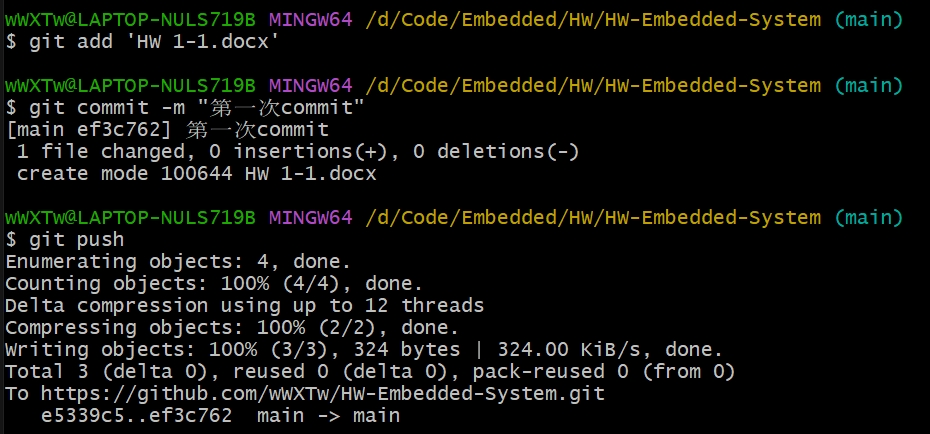 wWXTw@LAPTOP-NULS719B MINGW64 /d/Code/Embedded/HW/HW-Embedded-System (main)
$ git add 'HW 1-1.docx'
wWXTw@LAPTOP-NULS719B MINGW64 /d/Code/Embedded/HW/HW-Embedded-System (main)
$ git commit -m "第一次commit"
[main ef3c762] 第一次commit
1 file changed, 0 insertions(+), 0 deletions(-)
create mode 100644 HW 1-1.docx
wWXTw@LAPTOP-NULS719B MINGW64 /d/Code/Embedded/HW/HW-Embedded-System (main)
$ git push
Enumerating objects: 4, done.
Counting objects: 100% (4/4), done.
Delta compression using up to 12 threads
Compressing objects: 100% (2/2), done.
Writing objects: 100% (3/3), 324 bytes | 324.00 KiB/s, done.
Total 3 (delta 0), reused 0 (delta 0), pack-reused 0 (from 0)
To https://github.com/wWXTw/HW-Embedded-System.git
e5339c5..ef3c762  main -> main